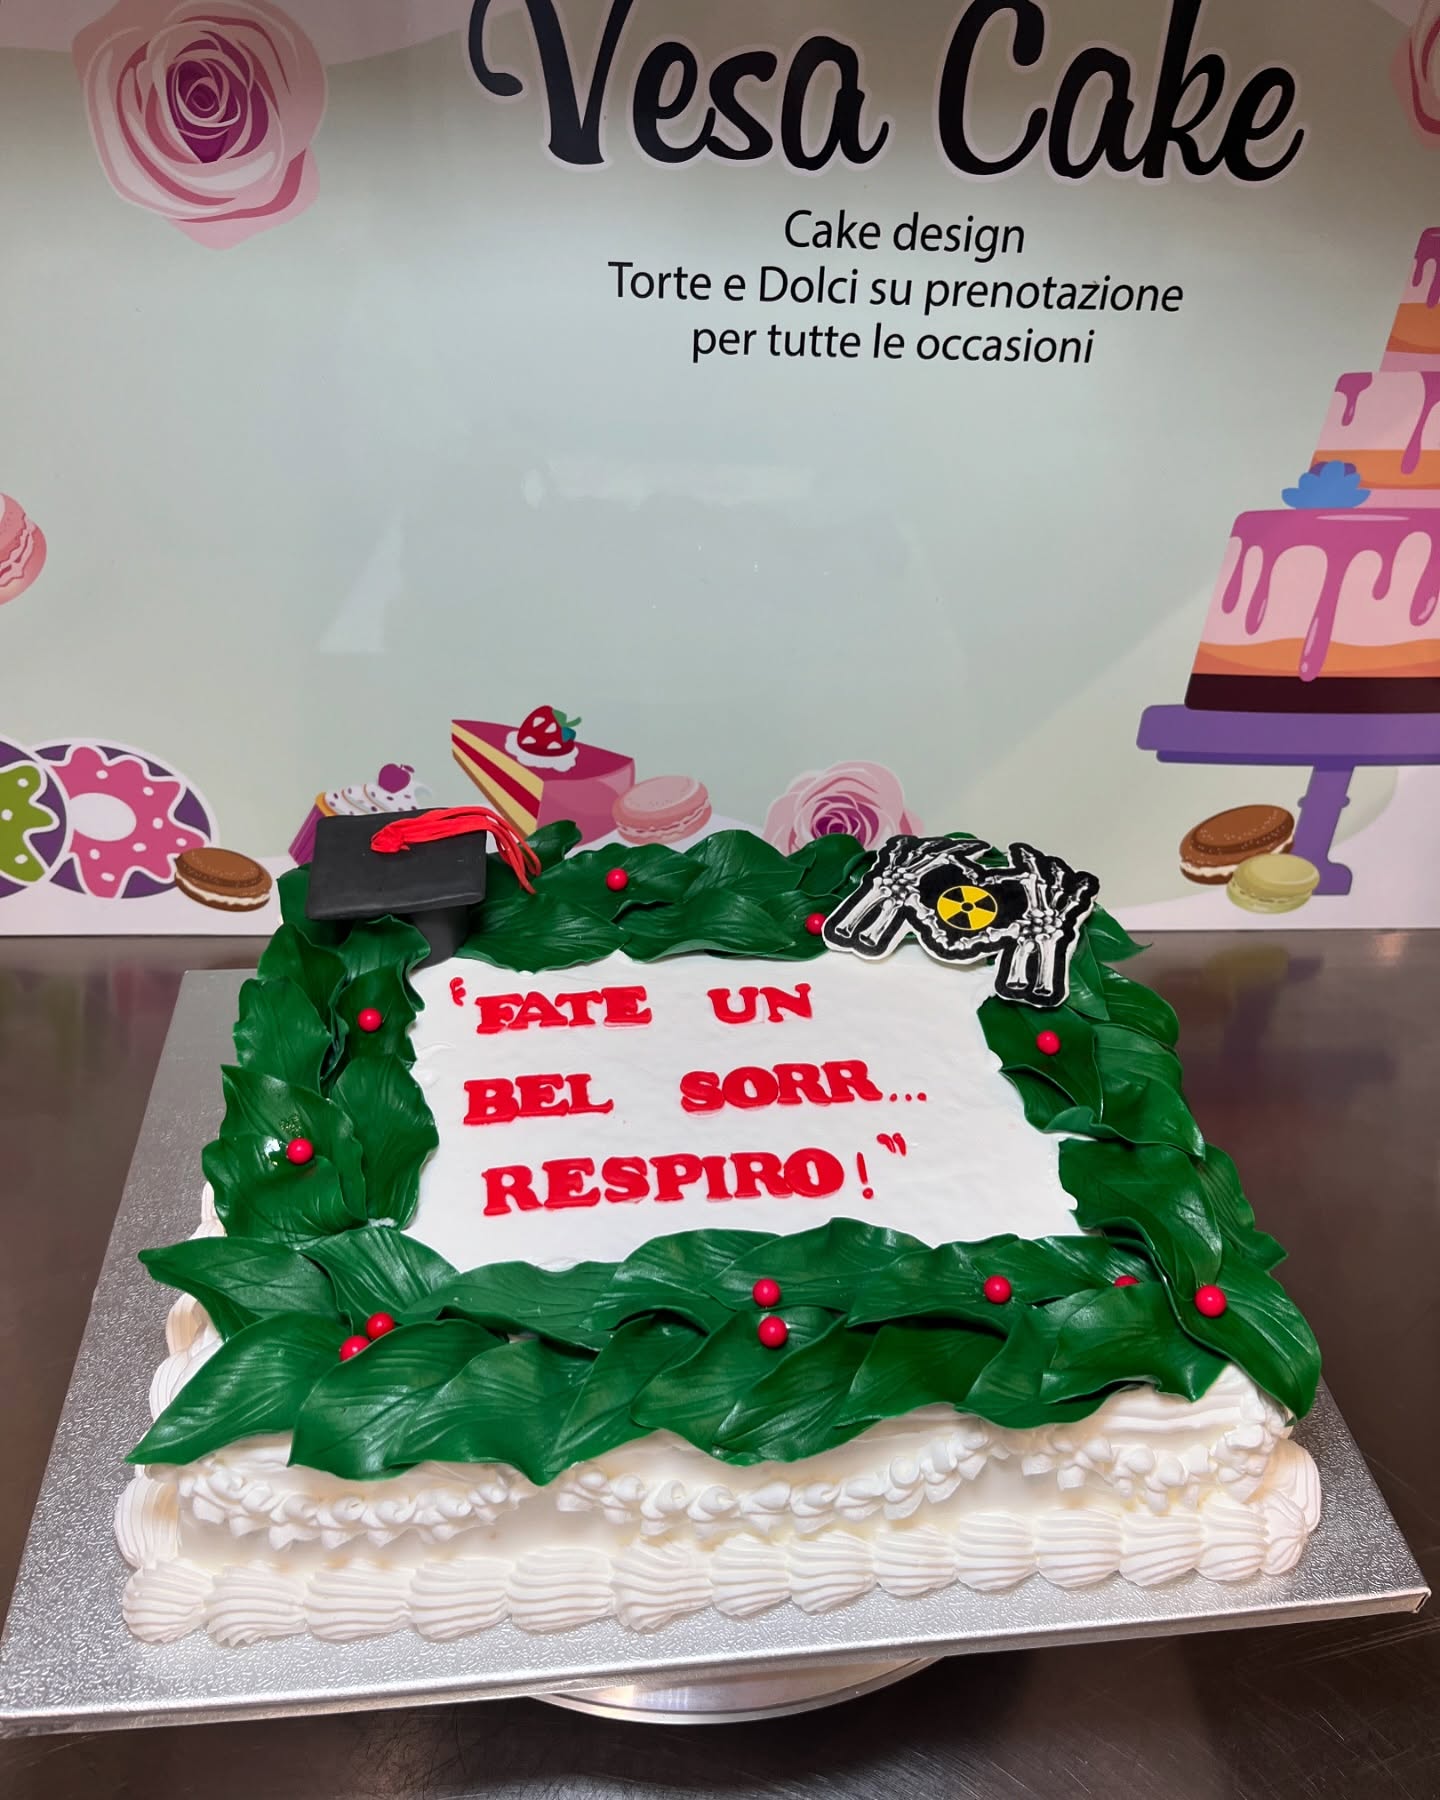 Vesa Cake
Cake design
Torte e Dolci su prenotazione
per tutte le occasioni
"FATE UN
BEL SORR...
RESPIRO!"